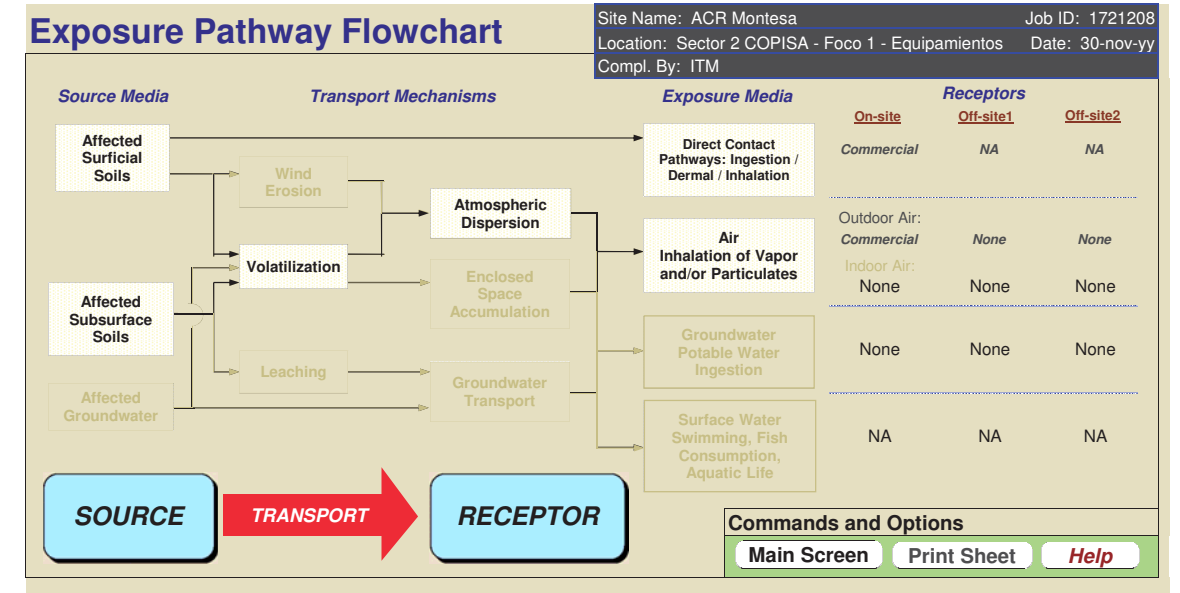 Exposure Pathway Flowchart
Site Name: ACR Montesa Job ID: 1721208
Location: Sector 2 COPISA - Foco 1 - Equipamientos Date: 30-nov-yy
Compl. By: ITM
Source Media
Transport Mechanisms
Exposure Media
Receptors
On-site Off-site1 Off-site2
Affected
Surficial
Soils
Wind
Erosion
Atmospheric
Dispersion
Direct Contact
Pathways: Ingestion /
Dermal / Inhalation
Commercial NA NA
Volatilization
Air
Inhalation of Vapor
and/or Particulates
Outdoor Air:
Commercial None None
Indoor Air:
None None None
Affected
Subsurface
Soils
Enclosed
Space
Accumulation
Groundwater
Potable Water
Ingestion
None None None
Leaching
Affected
Groundwater
Groundwater
Transport
Surface Water
Swimming, Fish
Consumption,
Aquatic Life
NA NA NA
SOURCE
TRANSPORT
RECEPTOR
Commands and Options
Main Screen Print Sheet Help